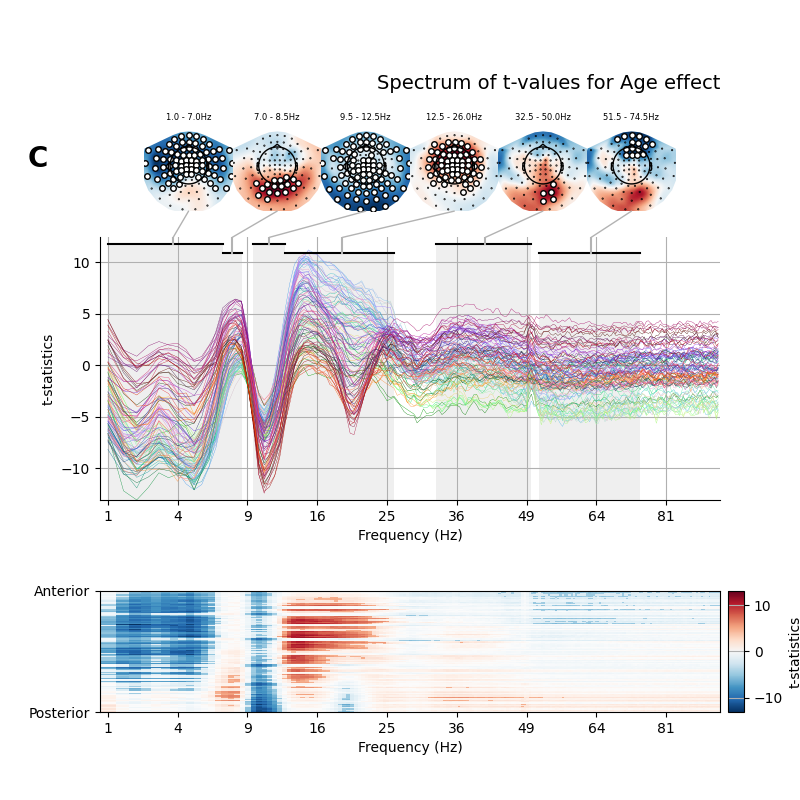 Spectrum of t-values for Age effect
C
1.0 - 7.0Hz 7.0 - 8.5Hz 9.5 - 12.5Hz 12.5 - 26.0Hz 32.5 - 50.0Hz 51.5 - 74.5Hz
10
5
0
−5
−10
t-statistics
1 4 9 16 25 36 49 64 81
Frequency (Hz)
Anterior
Posterior
1 4 9 16 25 36 49 64 81
Frequency (Hz)
10
0
−10
t-statistics